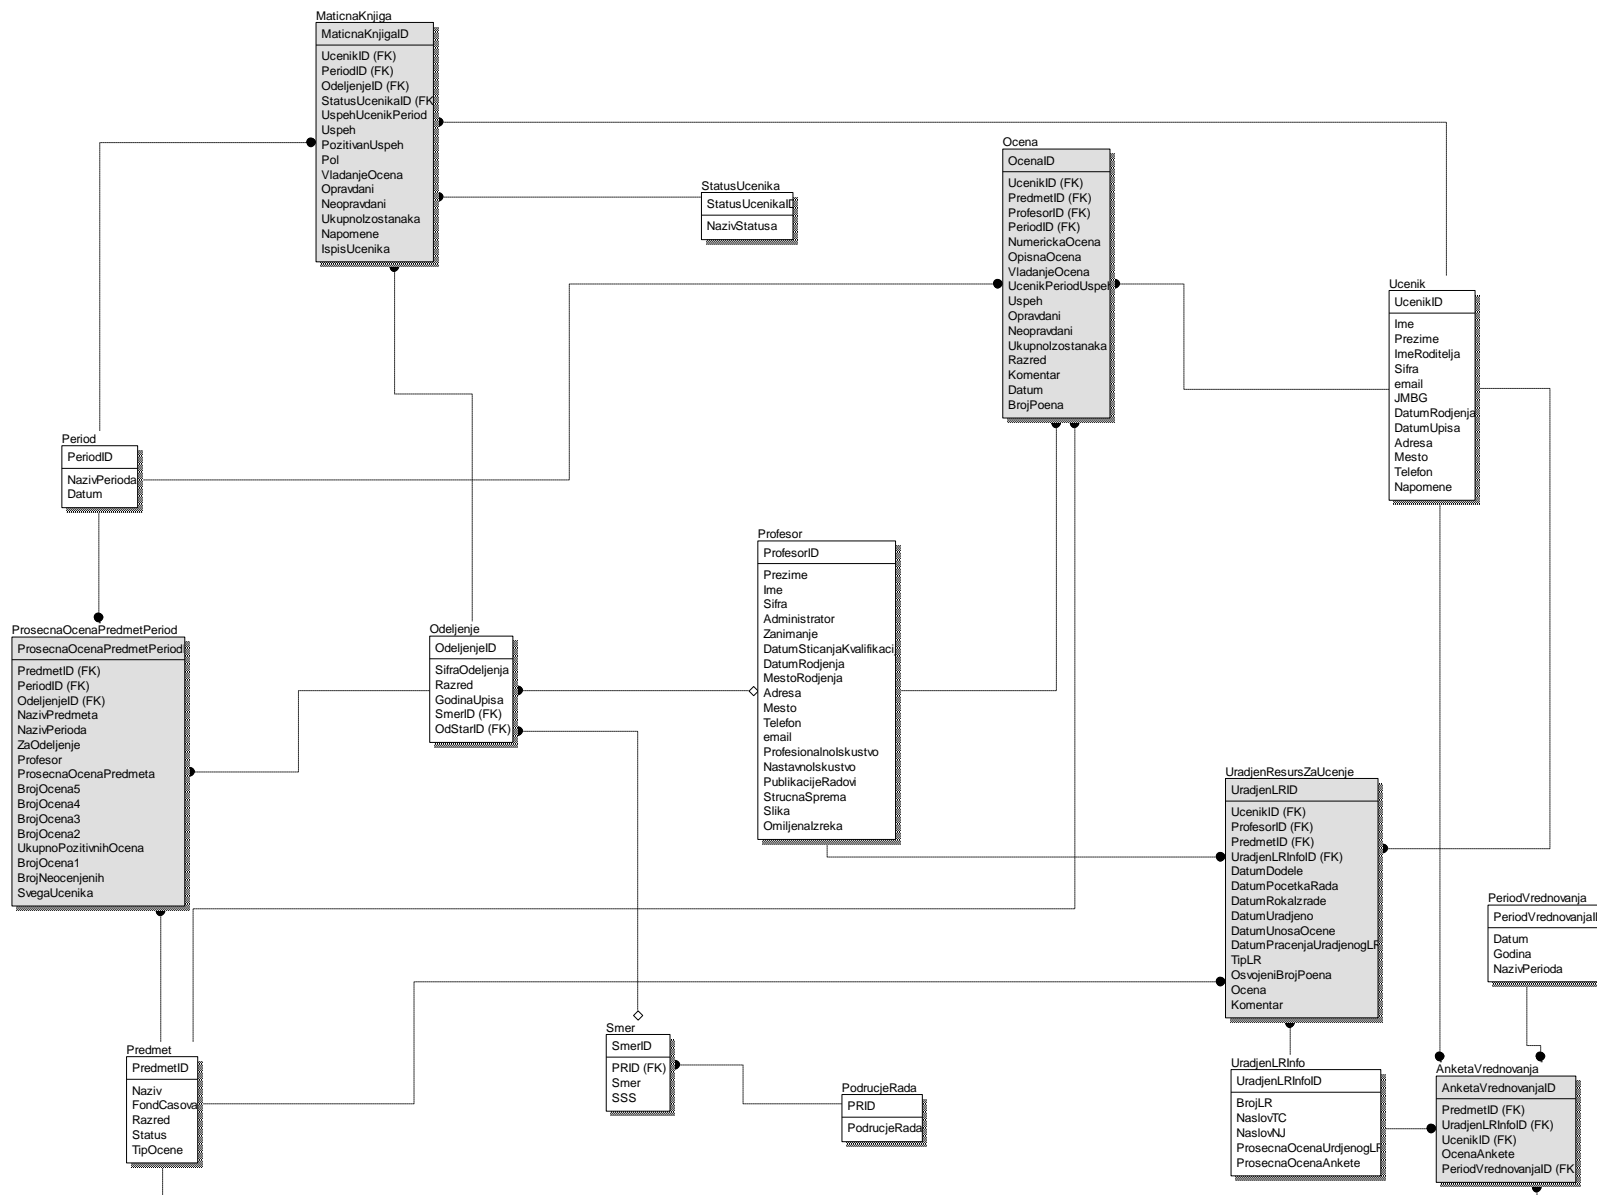 MaticnaKnjiga
MaticnaKnjigaID
UcenikID (FK)
PeriodID (FK)
OdeljenjeID (FK)
StatusUcenikaID (FK
UspehUcenikPeriod
Uspeh
PozitivanUspeh
Pol
VladanjeOcena
Opravdani
Neopravdani
UkupnoIzostanaka
Napomene
IspisUcenika
StatusUcenika
StatusUcenikaID
NazivStatusa
Ocena
OcenaID
UcenikID (FK)
PredmetID (FK)
ProfesorID (FK)
PeriodID (FK)
NumerickaOcena
OpisnaOcena
VladanjeOcena
UcenikPeriodUspeh
Uspeh
Opravdani
Neopravdani
UkupnoIzostanaka
Razred
Komentar
Datum
BrojPoena
Ucenik
UcenikID
Ime
Prezime
ImeRoditelja
Sifra
email
JMBG
DatumRodjenja
DatumUpisa
Adresa
Mesto
Telefon
Napomene
Period
PeriodID
NazivPerioda
Datum
ProsecnaOcenaPredmetPeriod
ProsecnaOcenaPredmetPeriod
PredmetID (FK)
PeriodID (FK)
OdeljenjeID (FK)
NazivPredmeta
NazivPerioda
ZaOdeljenje
Profesor
ProsecnaOcenaPredmeta
BrojOcena5
BrojOcena4
BrojOcena3
BrojOcena2
UkupnoPozitivnihOcena
BrojOcena1
BrojNeocenjenih
SvegaUcenika
Odeljenje
OdeljenjeID
SifraOdeljenja
Razred
GodinaUpisa
SmerID (FK)
OdStarID (FK)
Profesor
ProfesorID
Prezime
Ime
Sifra
Administrator
Zanimanje
DatumSticanjaKvalifikaci
DatumRodjenja
MestoRodjenja
Adresa
Mesto
Telefon
email
ProfesionalnoIskustvo
NastavnoIskustvo
PublikacijeRadovi
StrucnaSprema
Slika
OmiljenaIzreka
UradjenResursZaUcenje
UradjenLRID
UcenikID (FK)
ProfesorID (FK)
PredmetID (FK)
UradjenLRInfoID (FK)
DatumDodele
DatumPocetkaRada
DatumRokaIzrade
DatumUradjeno
DatumUnosaOcene
DatumPracenjaUradjenogLR
TipLR
OsvojeniBrojPoena
Ocena
Komentar
PeriodVrednovanja
PeriodVrednovanjaI
Datum
Godina
NazivPerioda
Predmet
PredmetID
Naziv
FondCasova
Razred
Status
TipOcene
Smer
SmerID
PRID (FK)
Smer
SSS
PodrucjeRada
PRID
PodrucjeRada
UradjenLRInfo
UradjenLRInfoID
BrojLR
NaslovTC
NaslovNJ
ProsecnaOcenaUrdjenogLR
ProsecnaOcenaAnkete
AnketaVrednovanja
AnketaVrednovanjaID
PredmetID (FK)
UradjenLRInfoID (FK)
UcenikID (FK)
OcenaAnkete
PeriodVrednovanjaID (FK